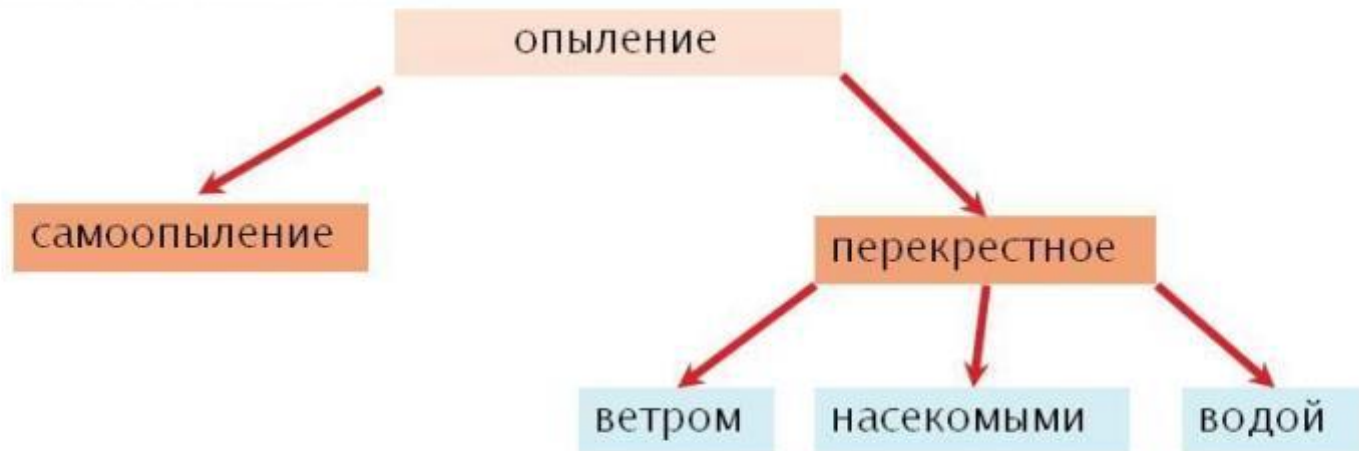 опыление
самоопыление
перекрестное
ветром
насекомыми
водой